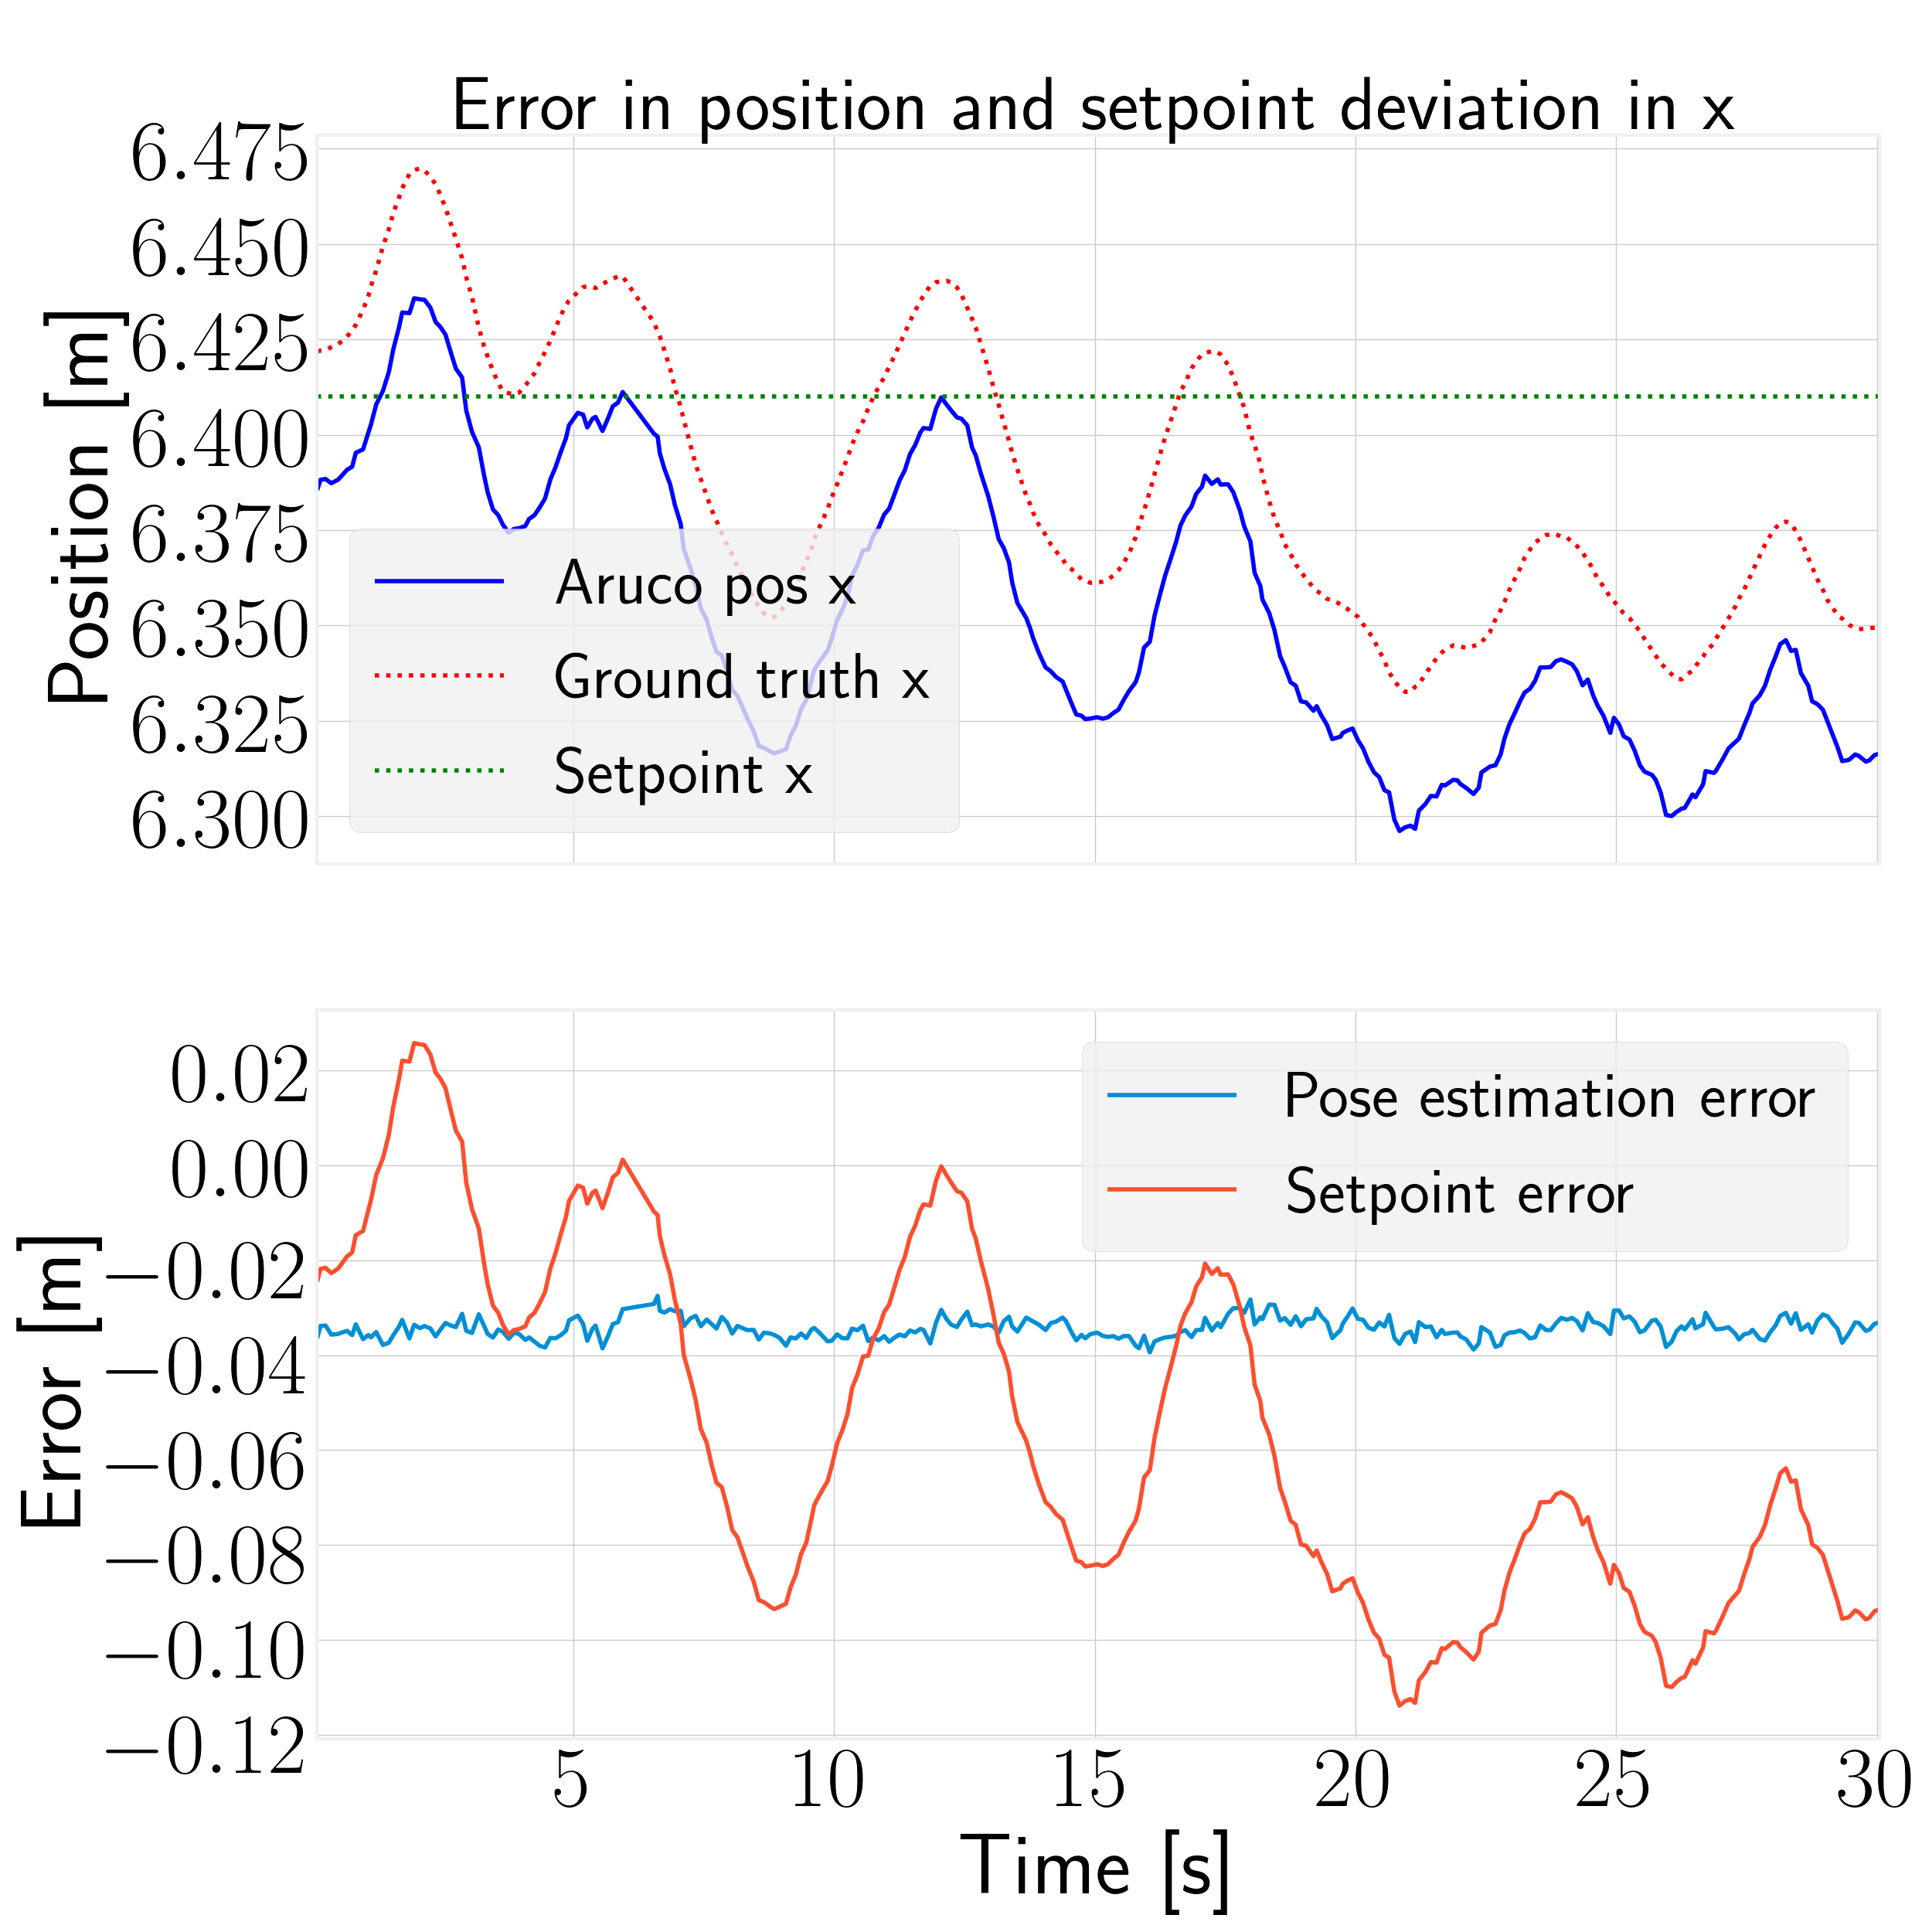 Error in position and setpoint deviation in x
Position [m]
6.475
6.450
6.425
6.400
6.375
6.350
6.325
6.300
Aruco pos x
Ground truth x
Setpoint x
Error [m]
0.02
0.00
−0.02
−0.04
−0.06
−0.08
−0.10
−0.12
Pose estimation error
Setpoint error
5 10 15 20 25 30
Time [s]